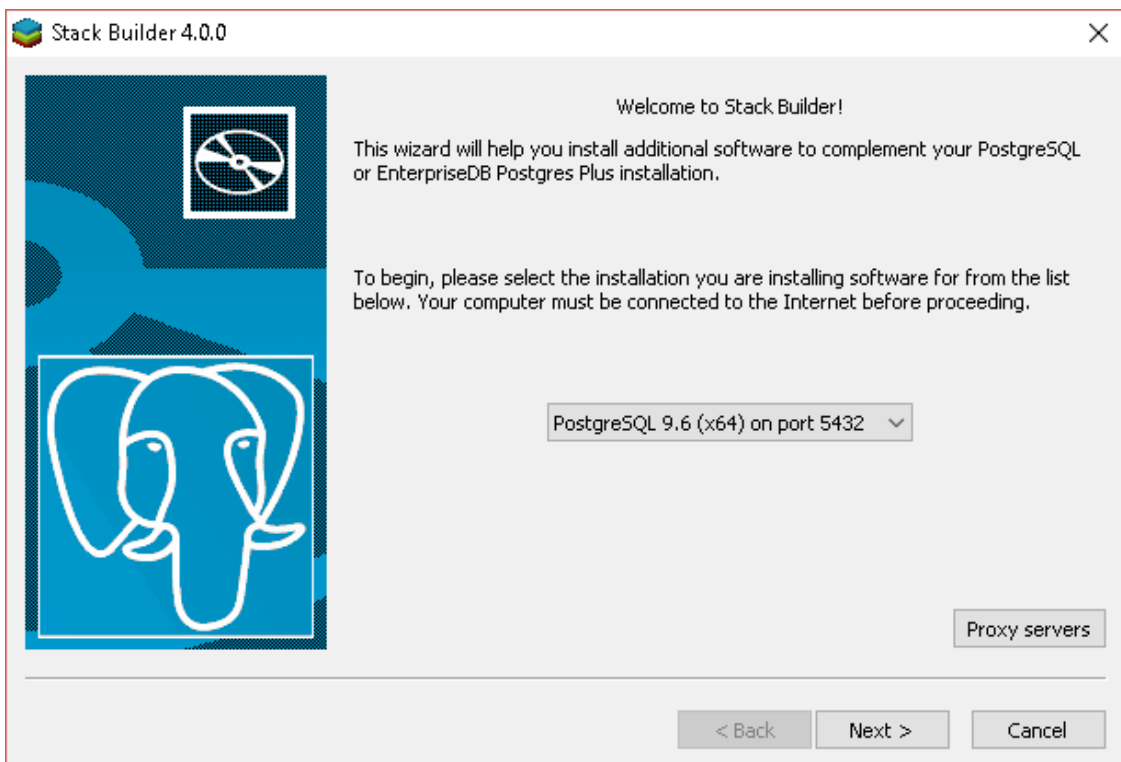 Stack Builder 4.0.0
Welcome to Stack Builder!
This wizard will help you install additional software to complement your PostgreSQL
or EnterpriseDB Postgres Plus installation.
To begin, please select the installation you are installing software for from the list
below. Your computer must be connected to the Internet before proceeding.
PostgreSQL 9.6 (x64) on port 5432
Proxy servers
< Back
Next >
Cancel